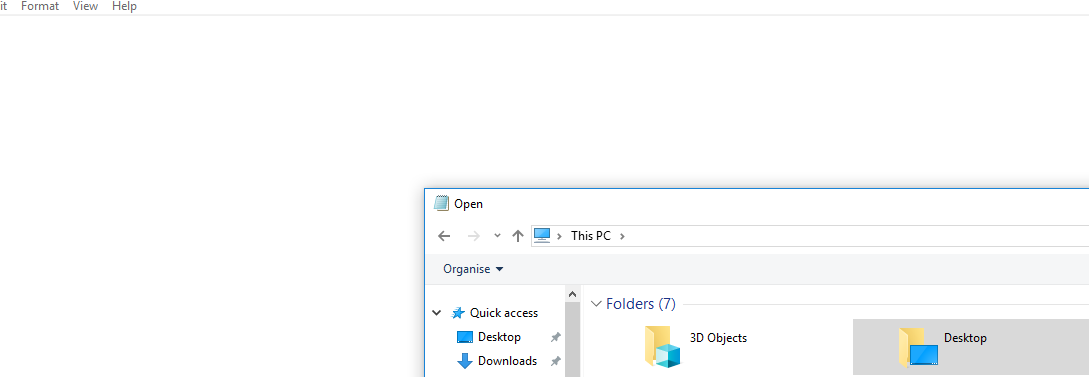 it Format View Help
Open
This PC
Organise
Quick access
Desktop
Downloads
Folders (7)
3D Objects
Desktop